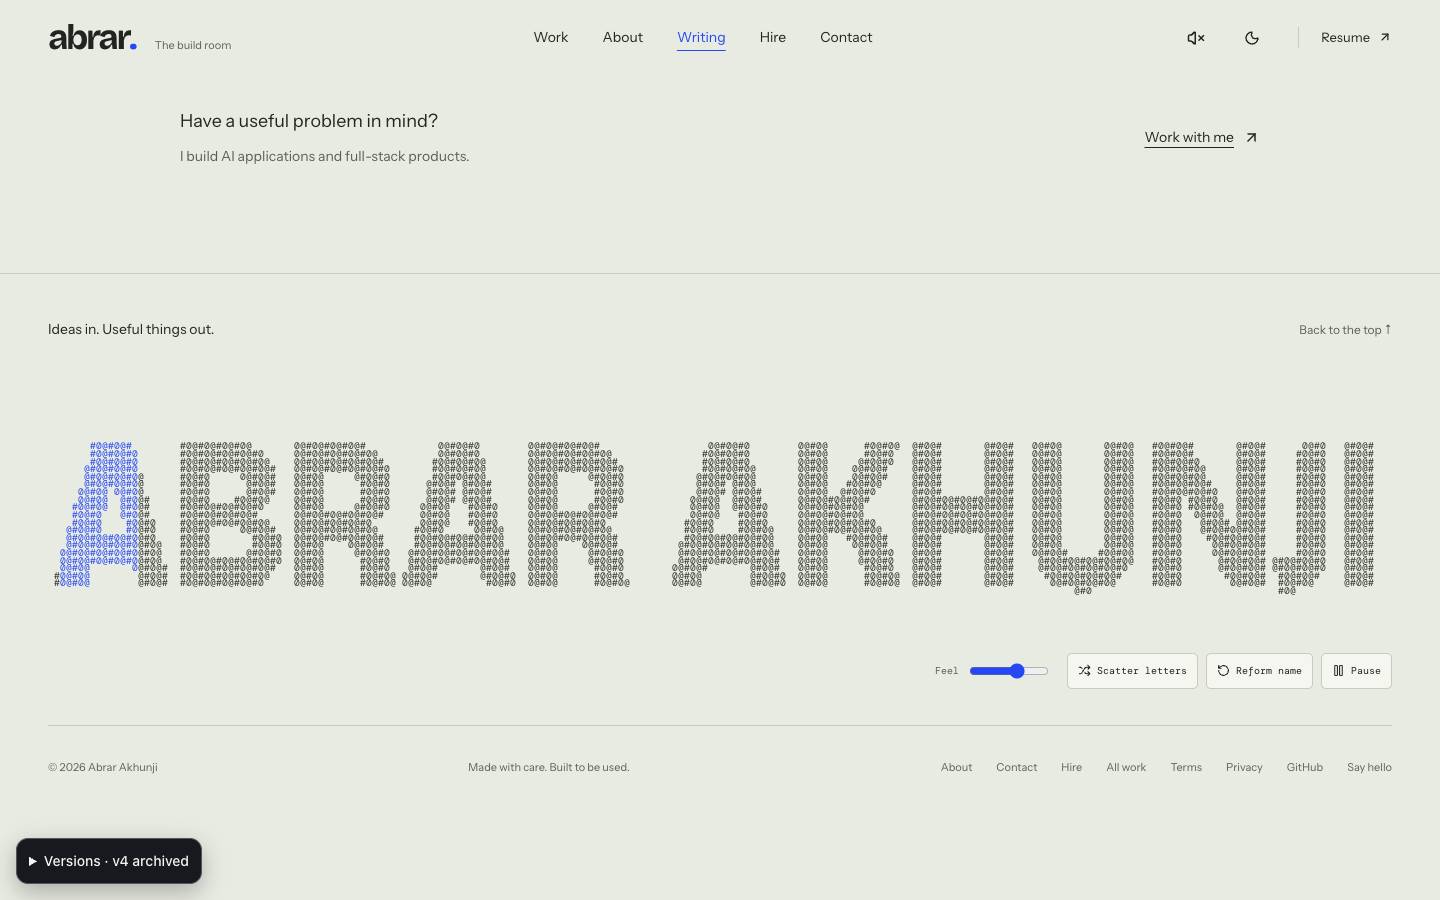 abrar.
The build room
Work
About
Writing
Hire
Contact
Resume
Have a useful problem in mind?
I build AI applications and full-stack products.
Work with me
Ideas in. Useful things out.
Back to the top ↑
ABRAR AKHUNJI
Feel
Scatter letters
Reform name
Pause
© 2026 Abrar Akhunji
Made with care. Built to be used.
About
Contact
Hire
All work
Terms
Privacy
GitHub
Say hello
Versions · v4 archived